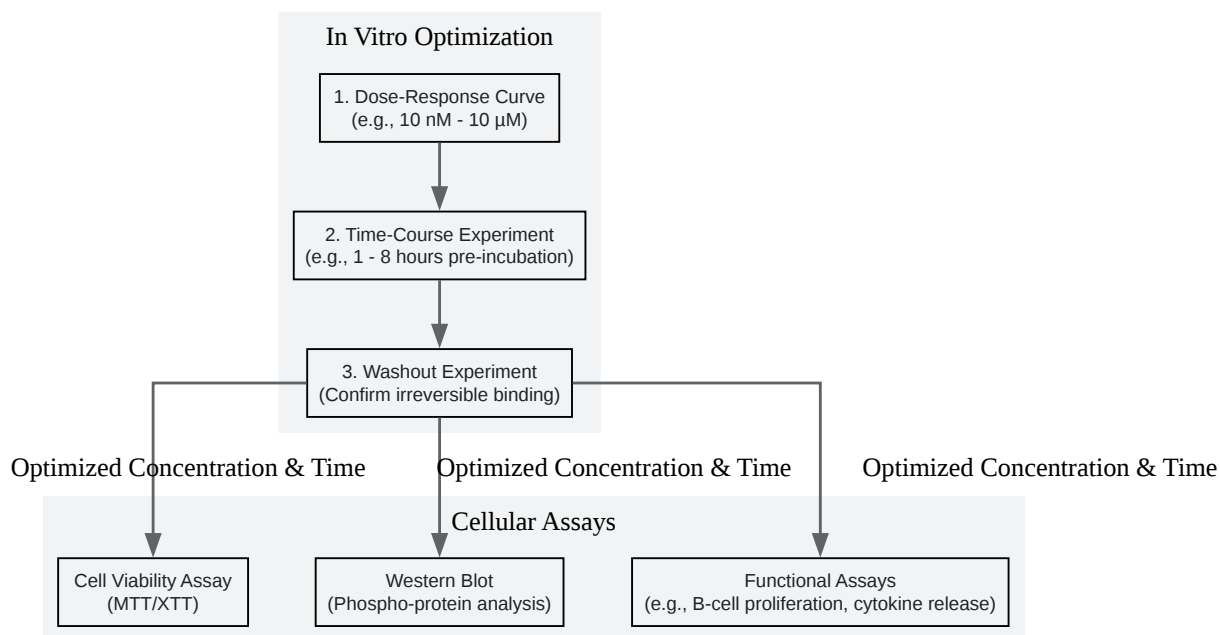 In Vitro Optimization
1. Dose-Response Curve
(e.g., 10 nM - 10 µM)
2. Time-Course Experiment
(e.g., 1 - 8 hours pre-incubation)
3. Washout Experiment
(Confirm irreversible binding)
Optimized Concentration & Time
Optimized Concentration & Time
Optimized Concentration & Time
Cellular Assays
Cell Viability Assay
(MTT/XTT)
Western Blot
(Phospho-protein analysis)
Functional Assays
(e.g., B-cell proliferation, cytokine release)